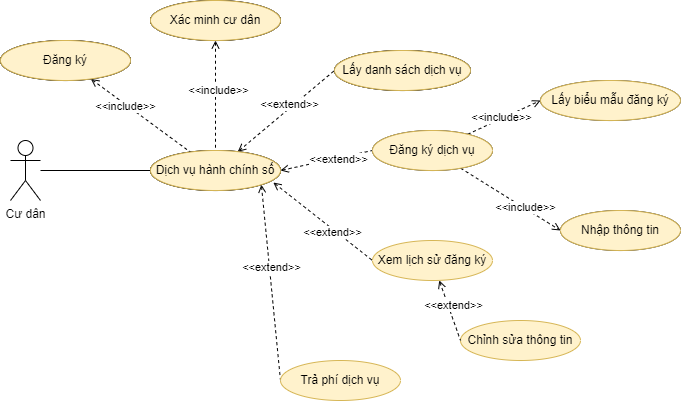 Xác minh cư dân
Đăng ký
Lấy danh sách dịch vụ
<<include>>
<<include>>
<<extend>>
Lấy biểu mẫu đăng ký
<<include>>
Đăng ký dịch vụ
<<extend>>
Dịch vụ hành chính số
Cư dân
<<include>>
Nhập thông tin
<<extend>>
Xem lịch sử đăng ký
<<extend>>
<<extend>>
Chỉnh sửa thông tin
Trả phí dịch vụ